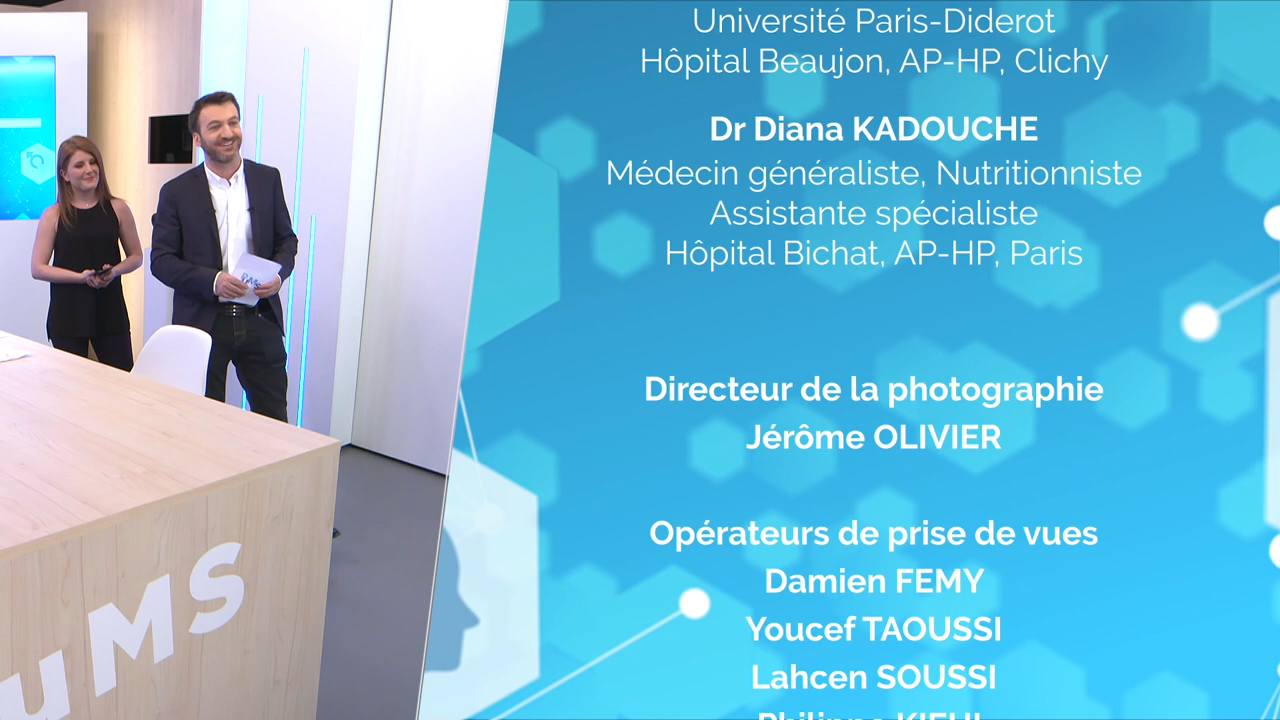 Université Paris-Diderot
Hôpital Beaujon, AP-HP, Clichy
Dr Diana KADOUCHE
Médecin généraliste, Nutritionniste
Assistante spécialiste
Hôpital Bichat, AP-HP, Paris
Directeur de la photographie
Jérôme OLIVIER
Opérateurs de prise de vues
Damien FEMY
Youcef TAOUSSI
Lahcen SOUSSI
uMS